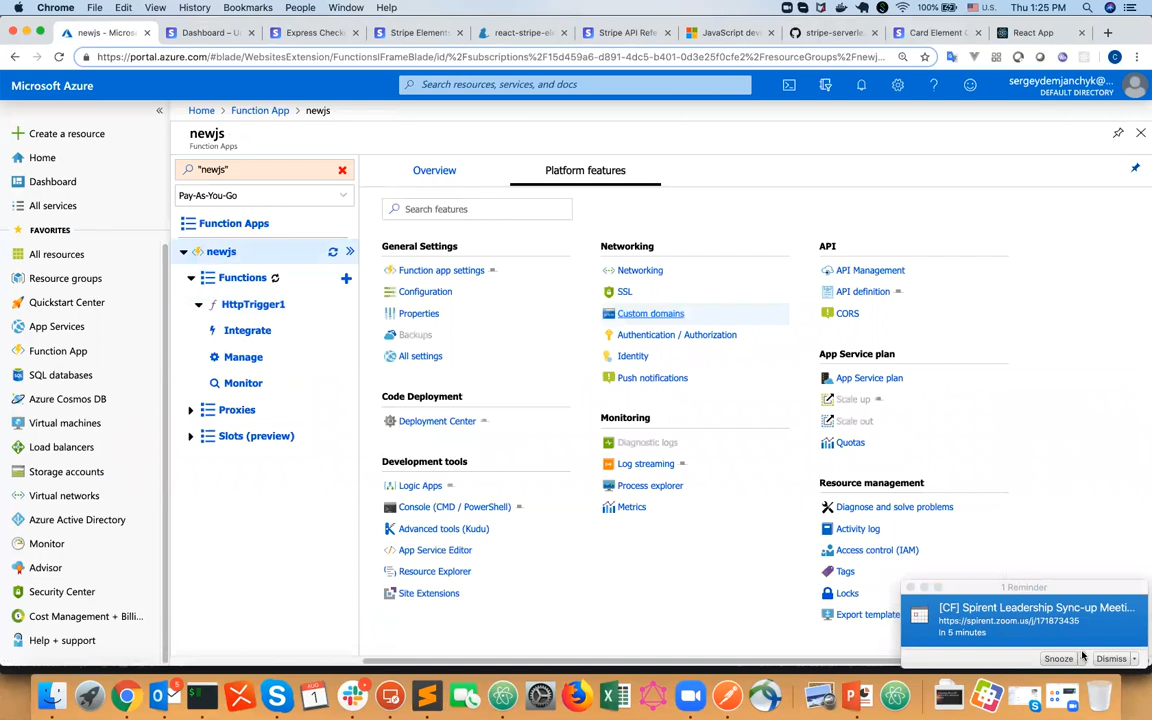 Chrome File Edit View History Bookmarks People Window Help 100% U.S. Thu 1:25 PM
newjs - Micros Dashboard – U Express Check Stripe Element react-stripe-el Stripe API Ref JavaScript dev stripe-serverle Card Element React App
https://portal.azure.com/#blade/WebsitesExtension/FunctionsIFrameBlade/id/%2Fsubscriptions%2F15d459a6-d891-4dc5-b401-0d3e25f0cfe2%2FresourceGroups%2Fnewj...
Microsoft Azure
Search resources, services, and docs
sergeydemjanchyk@...
DEFAULT DIRECTORY
Create a resource
Home
Dashboard
All services
FAVORITES
All resources
Resource groups
Quickstart Center
App Services
Function App
SQL databases
Azure Cosmos DB
Virtual machines
Load balancers
Storage accounts
Virtual networks
Azure Active Directory
Monitor
Advisor
Security Center
Cost Management + Billi...
Help + support
Home > Function App > newjs
newjs
Function Apps
"newjs"
Pay-As-You-Go
Function Apps
newjs
Functions
HttpTrigger1
Integrate
Manage
Monitor
Proxies
Slots (preview)
Overview
Platform features
Search features
General Settings
Function app settings
Configuration
Properties
Backups
All settings
Code Deployment
Deployment Center
Development tools
Logic Apps
Console (CMD / PowerShell)
Advanced tools (Kudu)
App Service Editor
Resource Explorer
Site Extensions
Networking
Networking
SSL
Custom domains
Authentication / Authorization
Identity
Push notifications
Monitoring
Diagnostic logs
Log streaming
Process explorer
Metrics
API
API Management
API definition
CORS
App Service plan
App Service plan
Scale up
Scale out
Quotas
Resource management
Diagnose and solve problems
Activity log
Access control (IAM)
Tags
Locks
Export template
1 Reminder
[CF] Spirent Leadership Sync-up Meeti...
https://spirent.zoom.us/j/171873435
In 5 minutes
Snooze
Dismiss
5
AUG
1